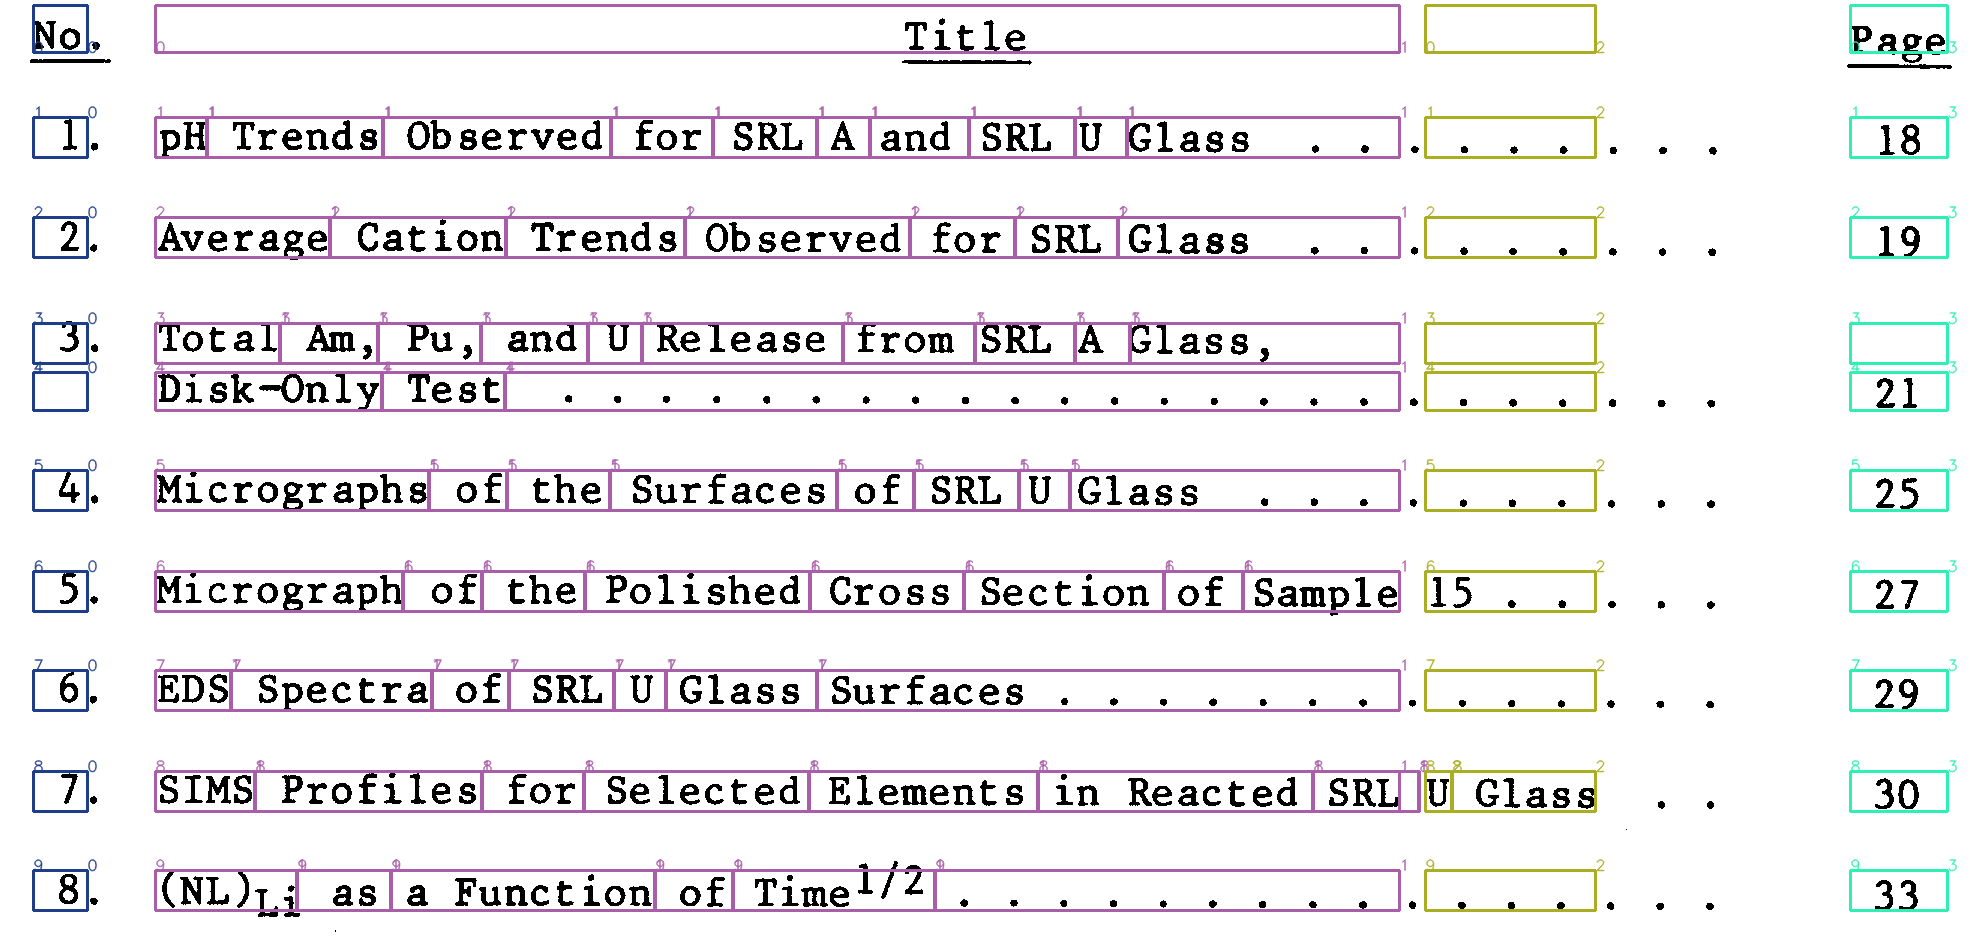 No. Title Page
1. pH Trends Observed for SRL A and SRL U Glass . . . . . . . . . 18
2. Average Cation Trends Observed for SRL Glass . . . . . . . . . 19
3. Total Am, Pu, and U Release from SRL A Glass,
Disk-Only Test . . . . . . . . . . . . . . . . . . . . . . . . 21
4. Micrographs of the Surfaces of SRL U Glass . . . . . . . . . . 25
5. Micrograph of the Polished Cross Section of Sample 15 . . . . . 27
6. EDS Spectra of SRL U Glass Surfaces . . . . . . . . . . . . . . 29
7. SIMS Profiles for Selected Elements in Reacted SRL U Glass . . 30
8. (NL)Li as a Function of Time1/2 . . . . . . . . . . . . . . . . 33